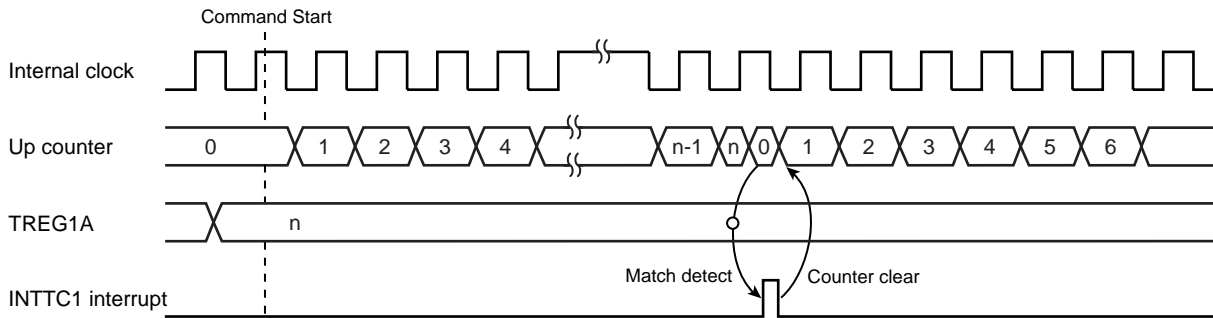 Command Start
Internal clock
Up counter 0 1 2 3 4 n-1 n 0 1 2 3 4 5 6
TREG1A n
Match detect Counter clear
INTTC1 interrupt